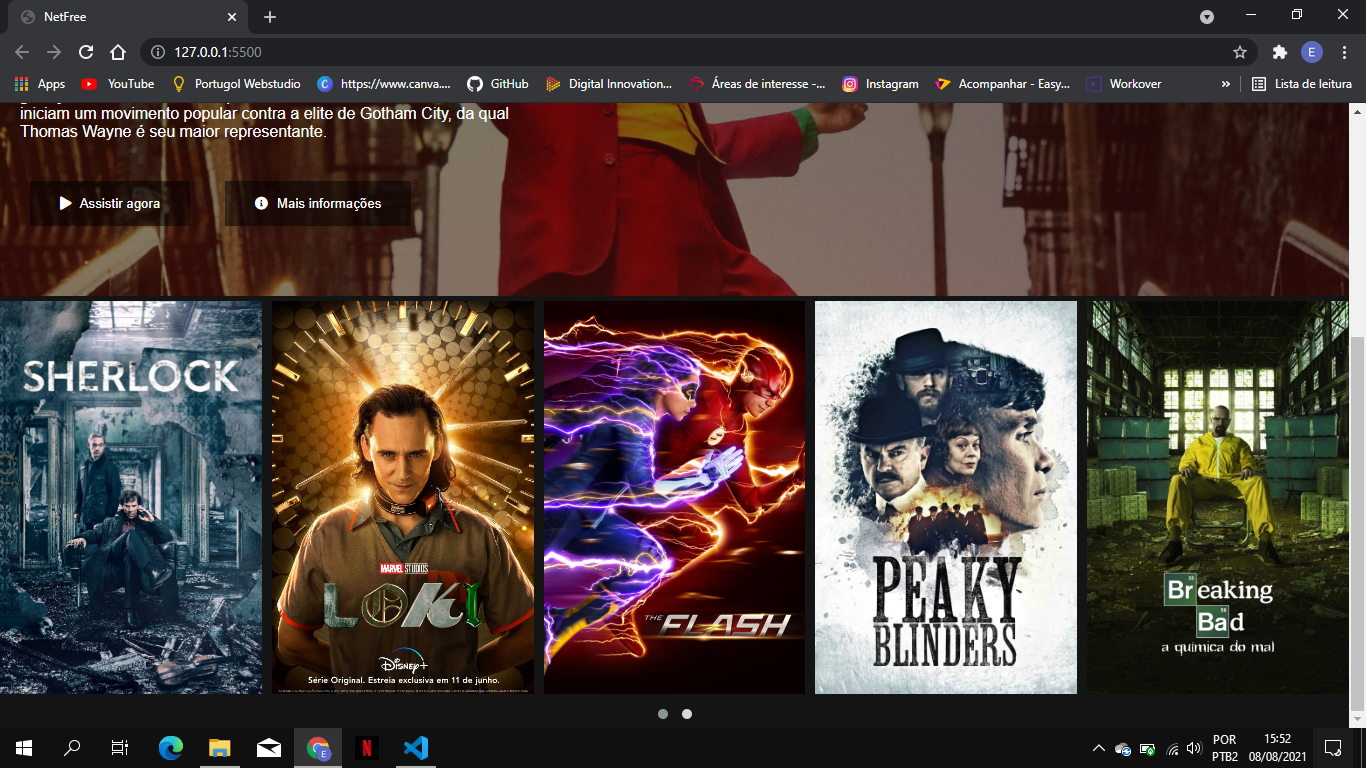 NetFree
127.0.0.1:5500
E
Apps
YouTube
Portugol Webstudio
https://www.canva....
GitHub
Digital Innovation...
Áreas de interesse -...
Instagram
Acompanhar - Easy...
Workover
»
Lista de leitura
iniciam um movimento popular contra a elite de Gotham City, da qual
Thomas Wayne é seu maior representante.
Assistir agora
Mais informações
SHERLOCK
MARVEL STUDIOS
LOKI
Disney+
Série Original. Estreia exclusiva em 11 de junho.
THE FLASH
PEAKY
BLINDERS
Breaking
Bad
a química do mal
POR
PTB2
15:52
08/08/2021